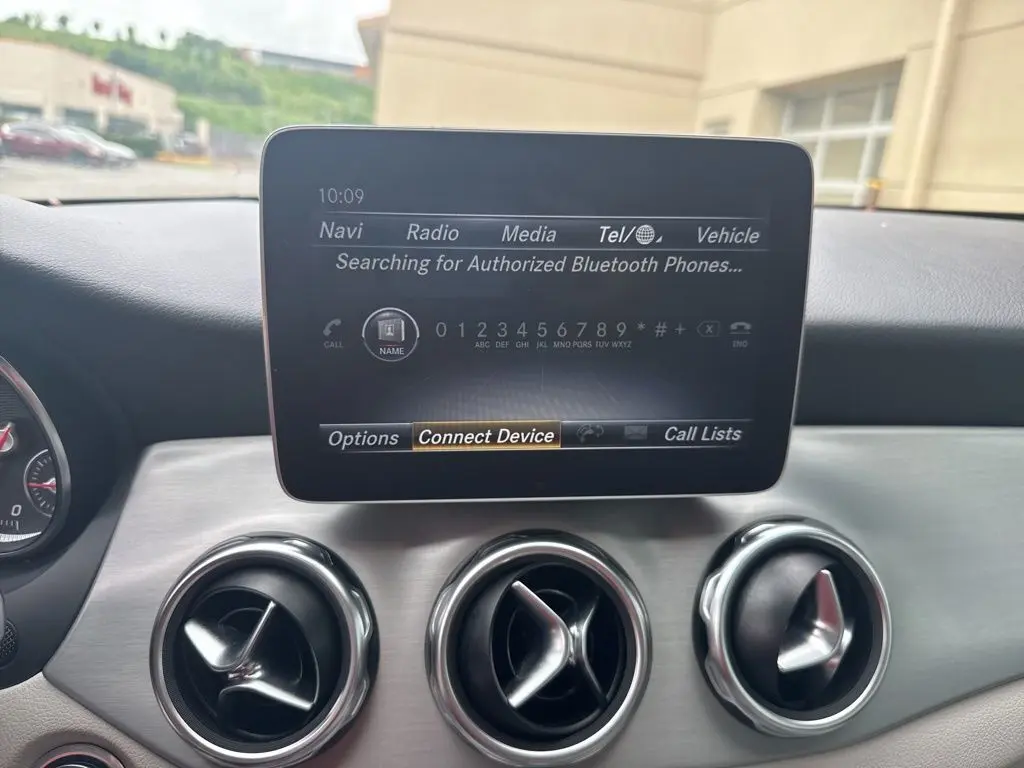 10:09
Navi Radio Media Tel/ Vehicle
Searching for Authorized Bluetooth Phones...
CALL NAME 0 1 2 3 4 5 6 7 8 9 * # + END
ABC DEF GHI JKL MNO PQRS TUV WXYZ
Options Connect Device Call Lists
0